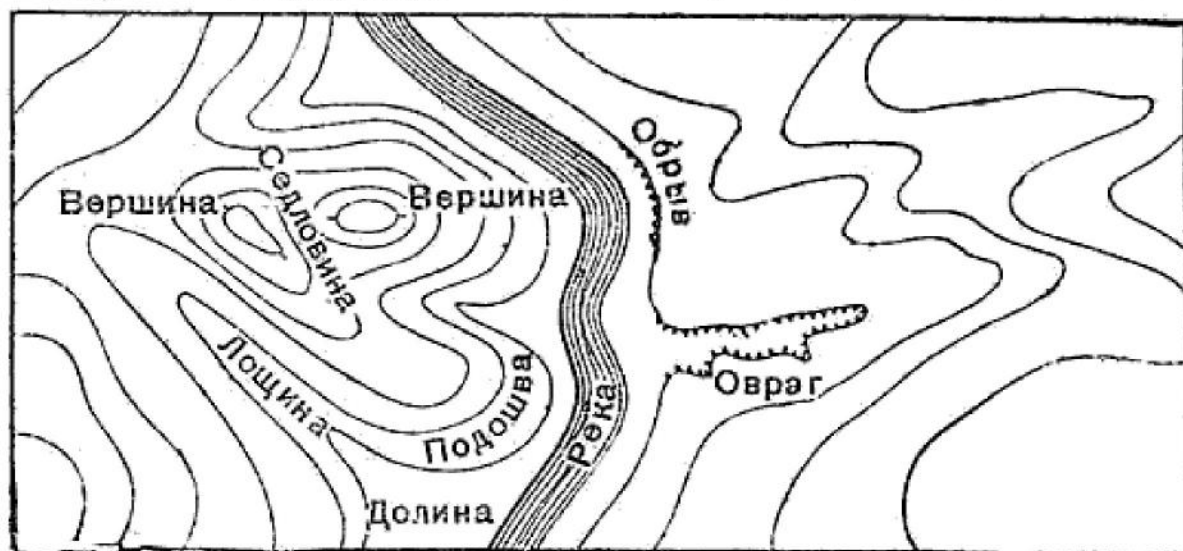 Обрыв
Седловина
Вершина
Вершина
Лощина
Подошва
Овраг
Река
Долина